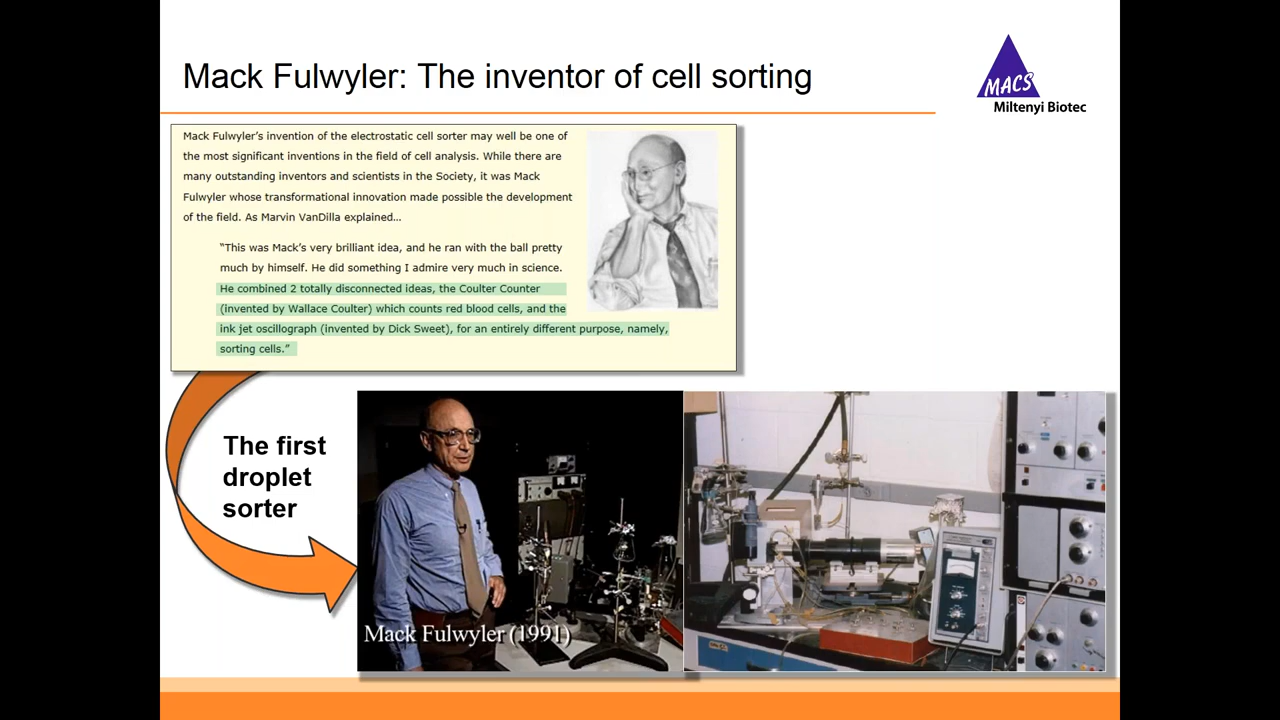 Mack Fulwyler: The inventor of cell sorting
MACS
Miltenyi Biotec
Mack Fulwyler's invention of the electrostatic cell sorter may well be one of
the most significant inventions in the field of cell analysis. While there are
many outstanding inventors and scientists in the Society, it was Mack
Fulwyler whose transformational innovation made possible the development
of the field. As Marvin VanDilla explained...
"This was Mack's very brilliant idea, and he ran with the ball pretty
much by himself. He did something I admire very much in science.
He combined 2 totally disconnected ideas, the Coulter Counter
(invented by Wallace Coulter) which counts red blood cells, and the
ink jet oscillograph (invented by Dick Sweet), for an entirely different purpose, namely,
sorting cells."
The first
droplet
sorter
Mack Fulwyler (1991)